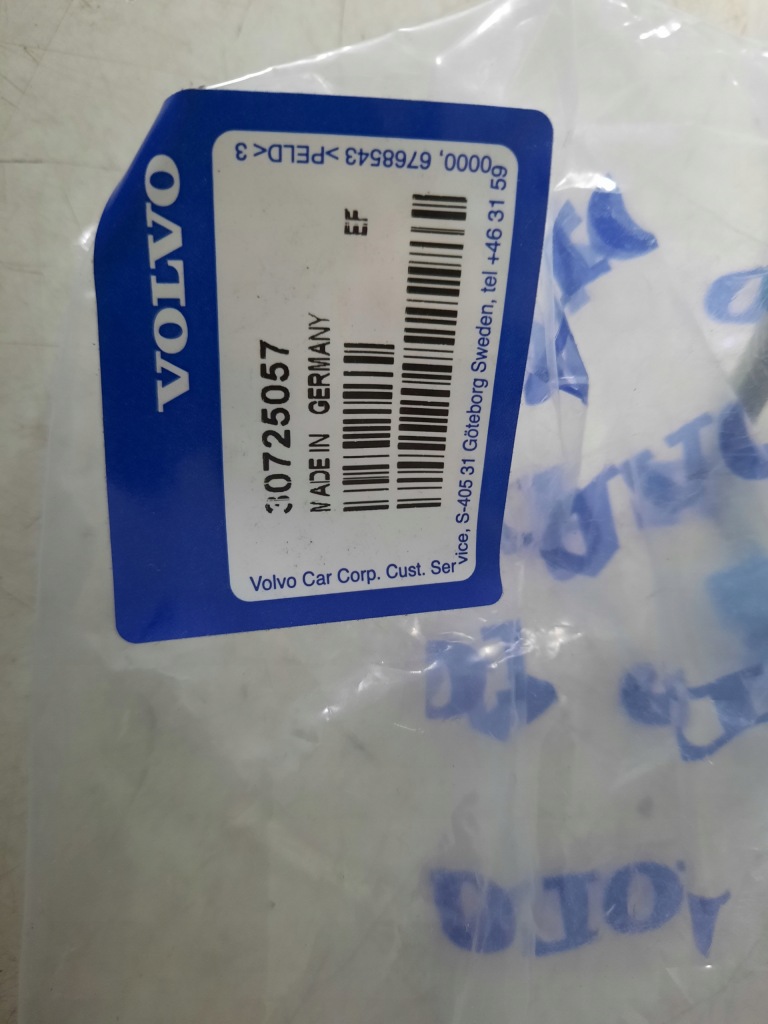 VOLVO
30725057
MADE IN GERMANY
EF
Volvo Car Corp. Cust. Service, S-405 31 Göteborg Sweden, tel +46 31 59
0000, 6768543 >PELD< 3